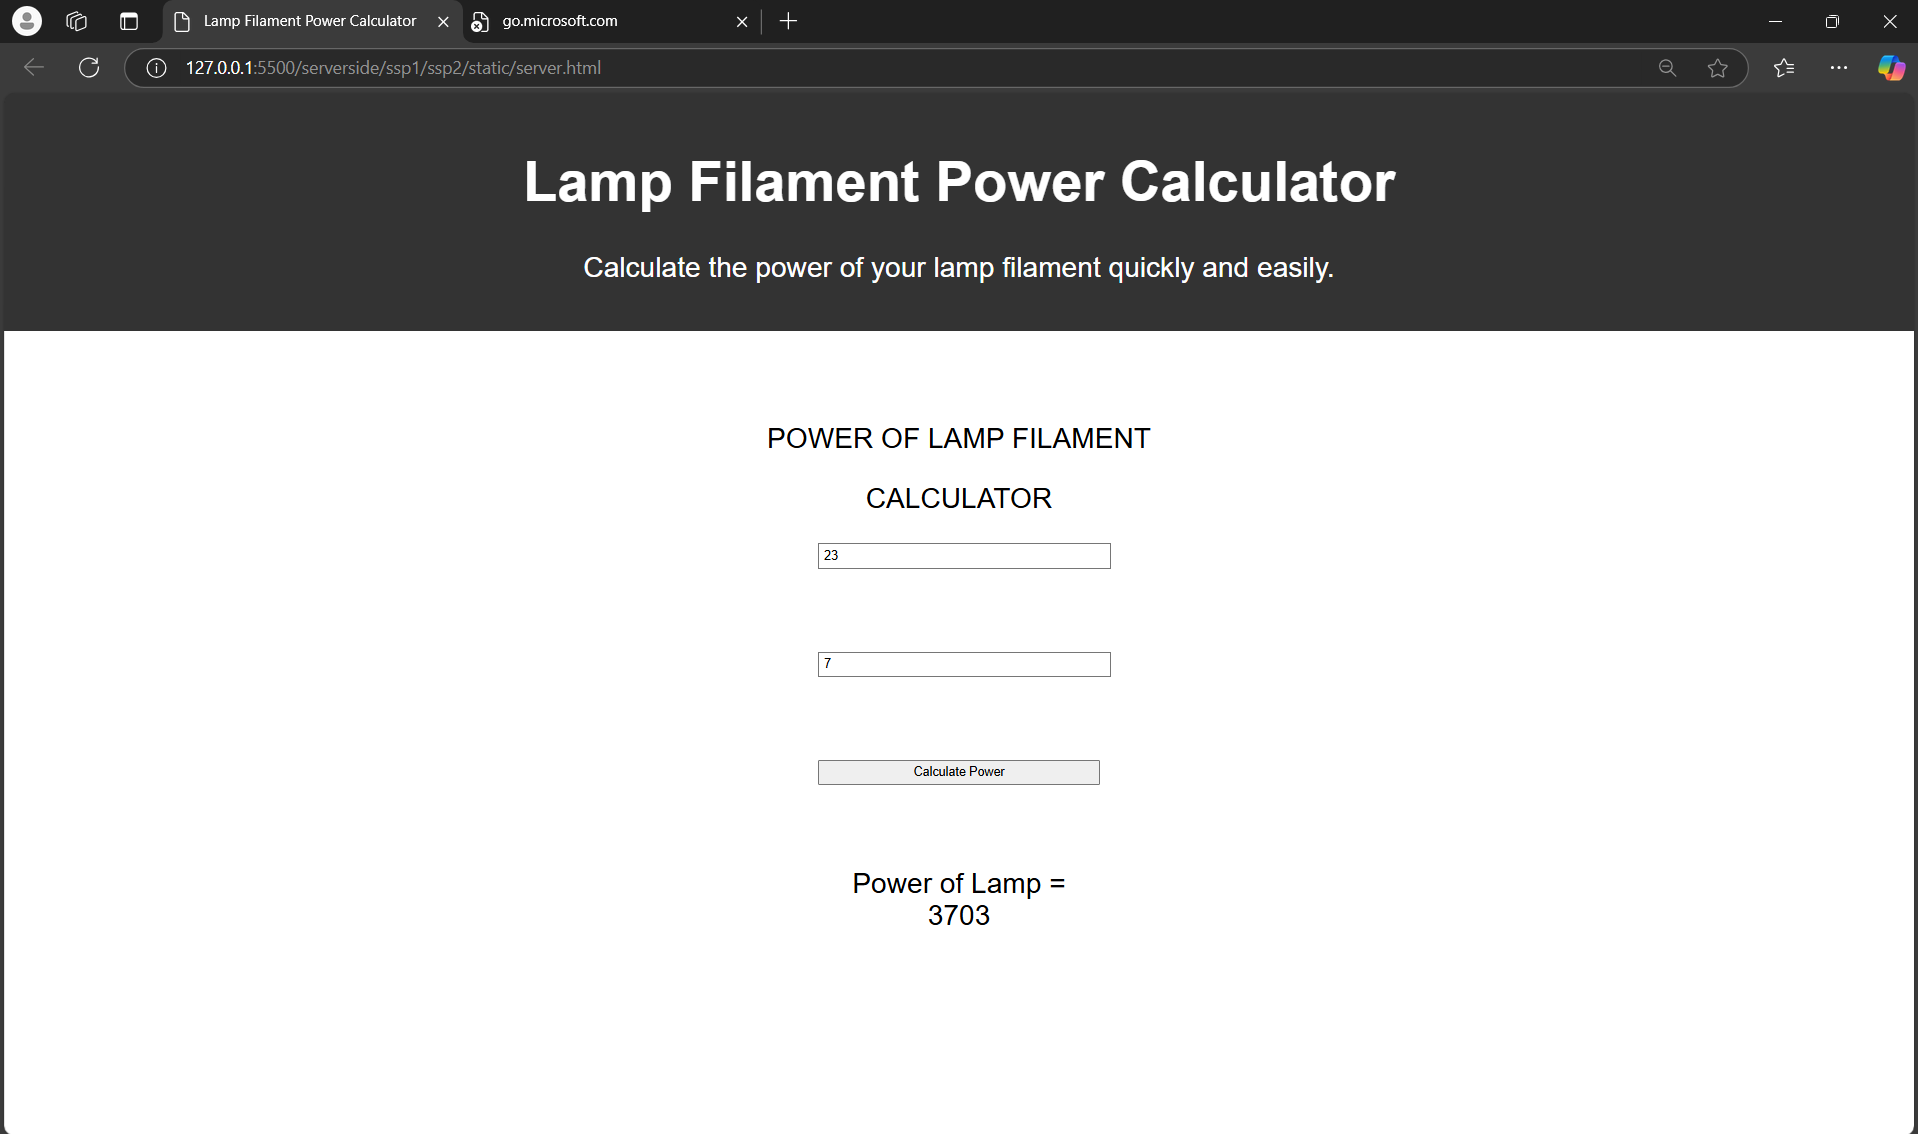 Lamp Filament Power Calculator
go.microsoft.com
127.0.0.1:5500/serverside/ssp1/ssp2/static/server.html
Lamp Filament Power Calculator
Calculate the power of your lamp filament quickly and easily.
POWER OF LAMP FILAMENT
CALCULATOR
23
7
Calculate Power
Power of Lamp =
3703